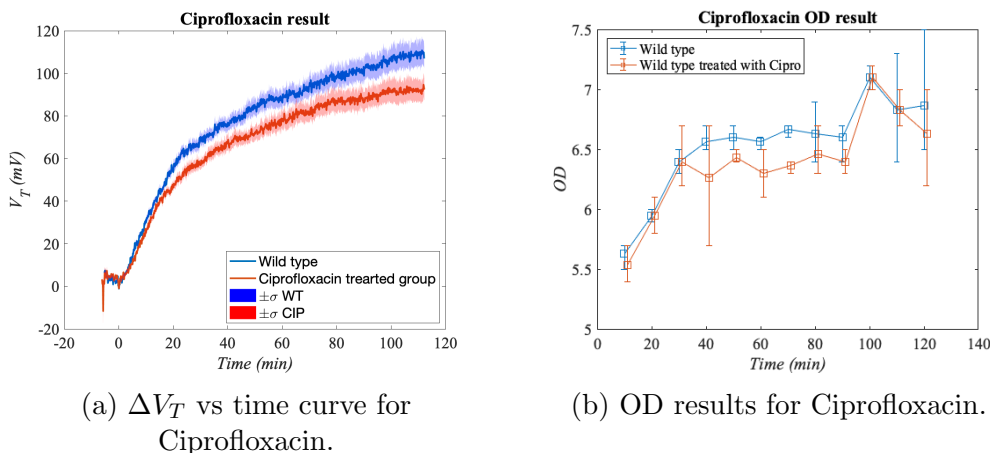 Ciprofloxacin result
120
100
80
60
40
20
0
-20
V_T (mV)
-20 0 20 40 60 80 100 120
Time (min)
Wild type
Ciprofloxacin trearted group
±σ WT
±σ CIP
(a) ΔV_T vs time curve for
Ciprofloxacin.
Ciprofloxacin OD result
7.5
7
6.5
6
5.5
5
OD
0 20 40 60 80 100 120 140
Time (min)
Wild type
Wild type treated with Cipro
(b) OD results for Ciprofloxacin.